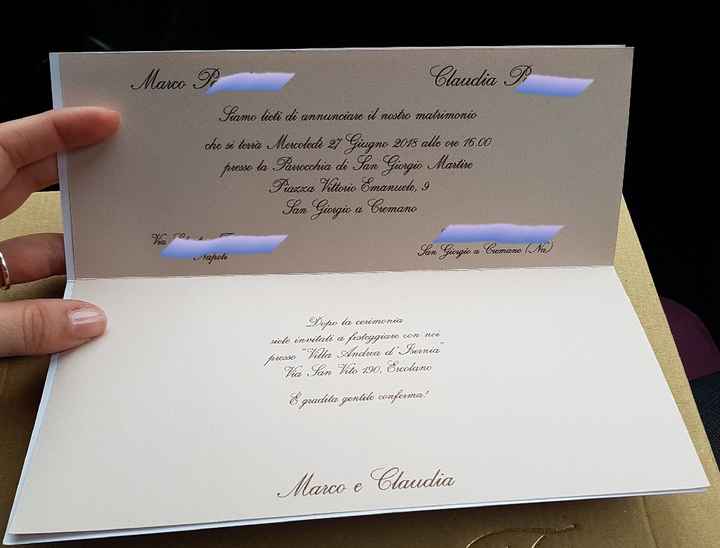 Marco
Claudia
Siamo lieti di annunciare il nostro matrimonio
che si terrà Mercoledì 27 Giugno 2018 alle ore 16.00
presso la Parrocchia di San Giorgio Martire
Piazza Vittorio Emanuele, 9
San Giorgio a Cremano
Via
Napoli
San Giorgio a Cremano (Na)
Dopo la cerimonia
siete invitati a festeggiare con noi
presso "Villa Andrea d'Isernia"
Via San Vito 190, Ercolano
È gradita gentile conferma!
Marco e Claudia